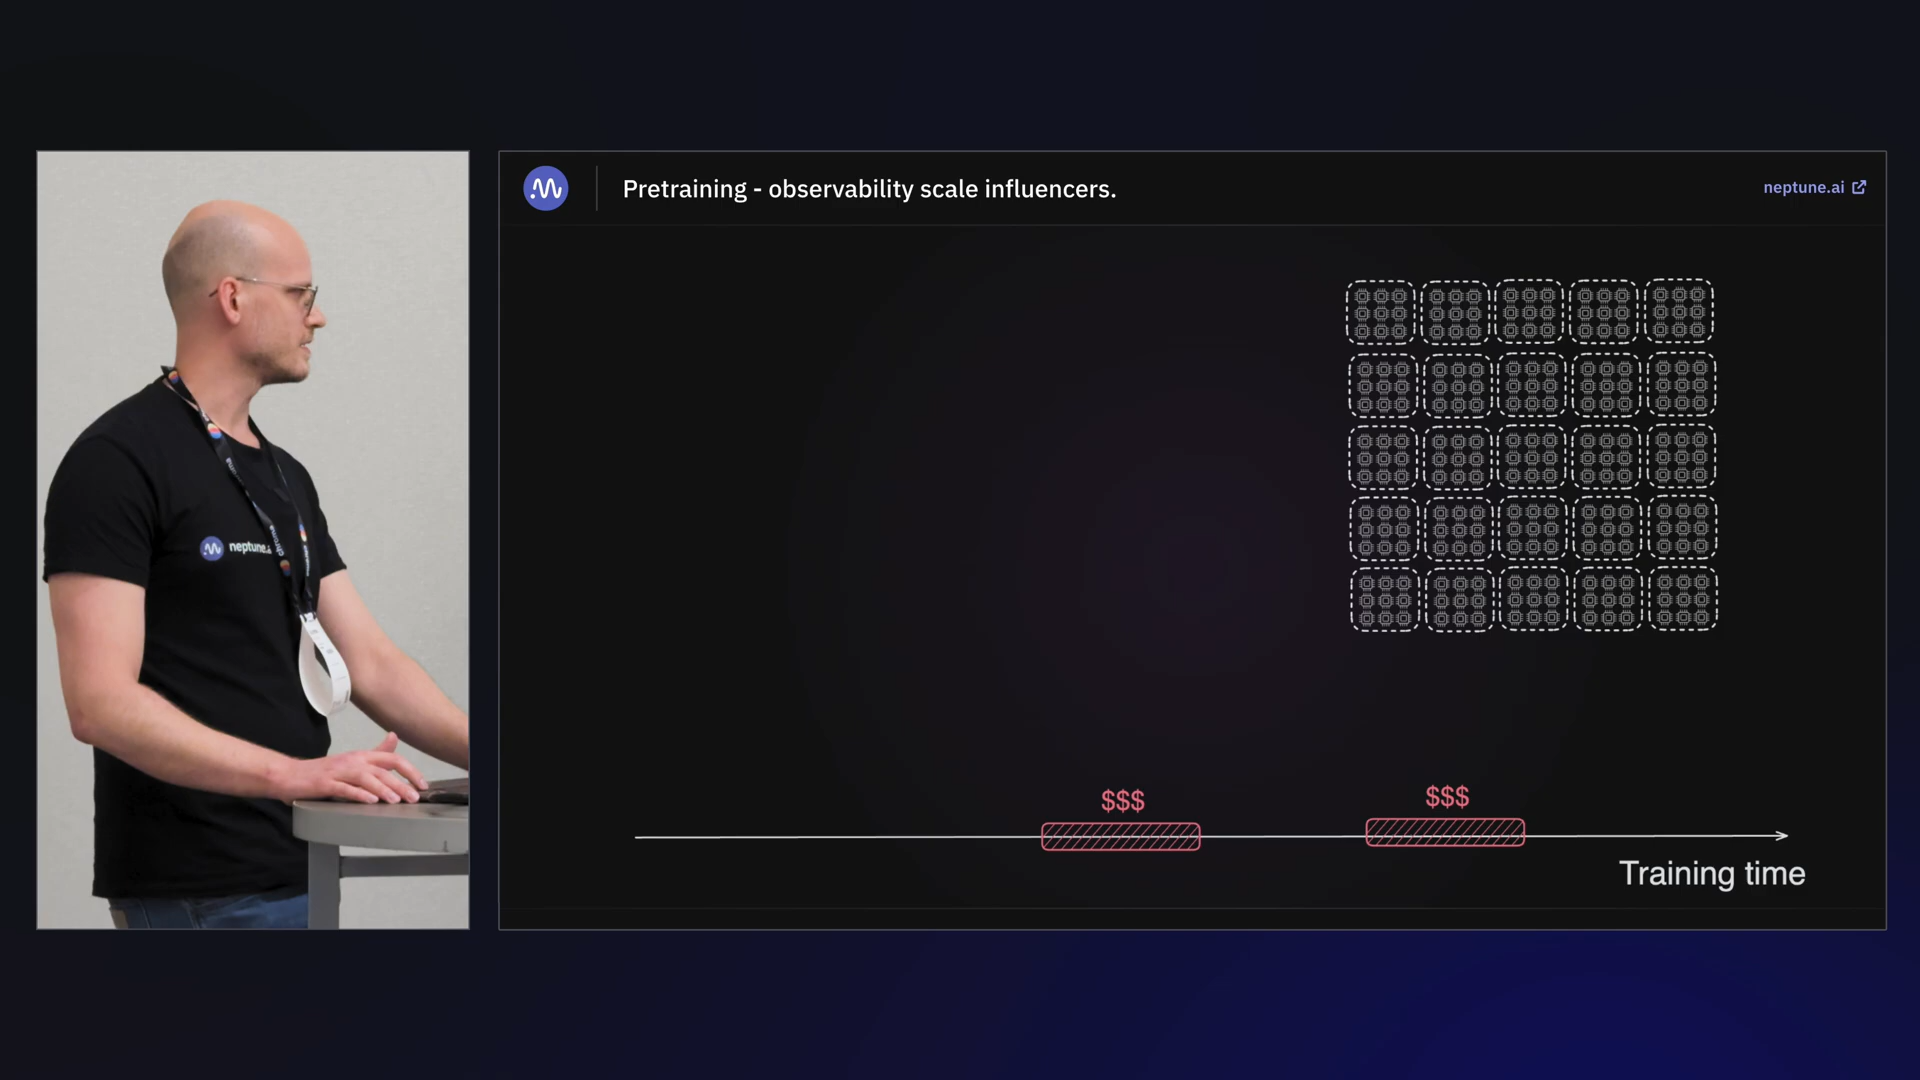 Pretraining - observability scale influencers.
neptune.ai
neptune.ai
$$$
$$$
Training time